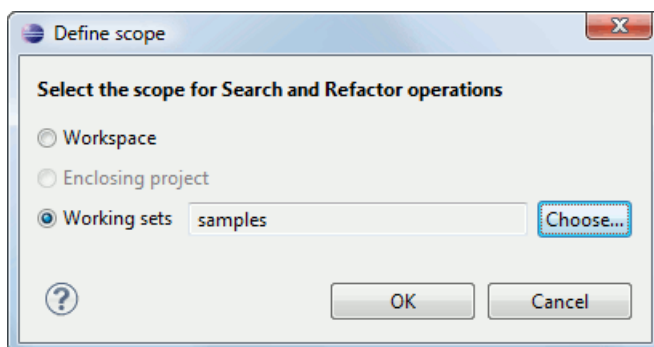 Define scope
Select the scope for Search and Refactor operations
Workspace
Enclosing project
Working sets samples Choose...
? OK Cancel